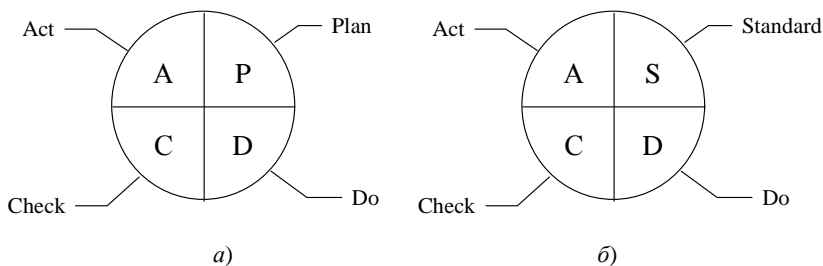 Act Plan Act Standard
A P A S
C D C D
Check Do Check Do
а) б)